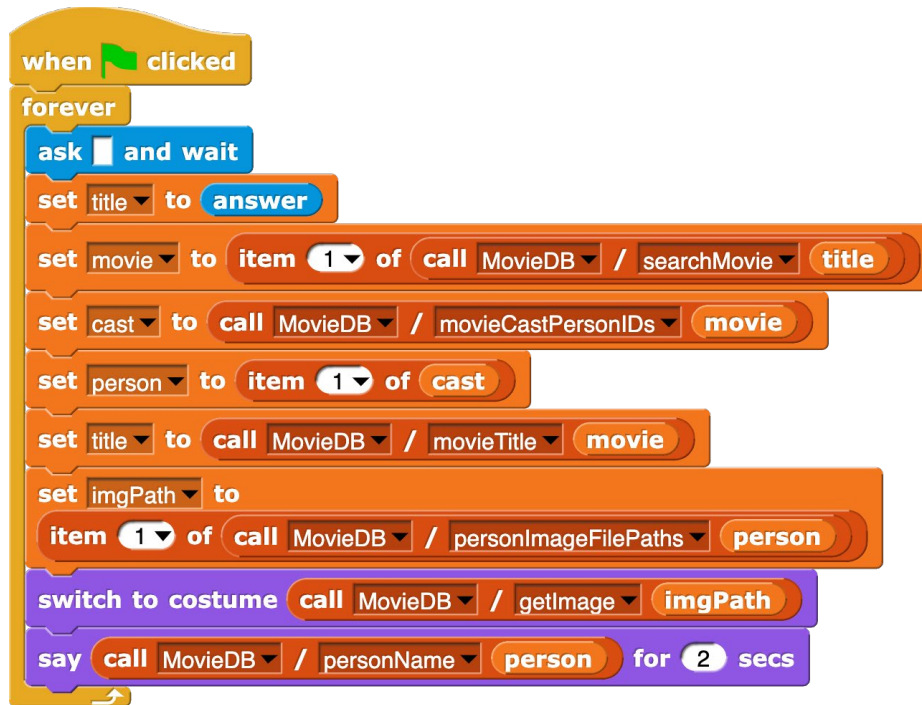 when clicked
forever
ask and wait
set title to answer
set movie to item 1 of call MovieDB / searchMovie title
set cast to call MovieDB / movieCastPersonIDs movie
set person to item 1 of cast
set title to call MovieDB / movieTitle movie
set imgPath to
item 1 of call MovieDB / personImageFilePaths person
switch to costume call MovieDB / getImage imgPath
say call MovieDB / personName person for 2 secs